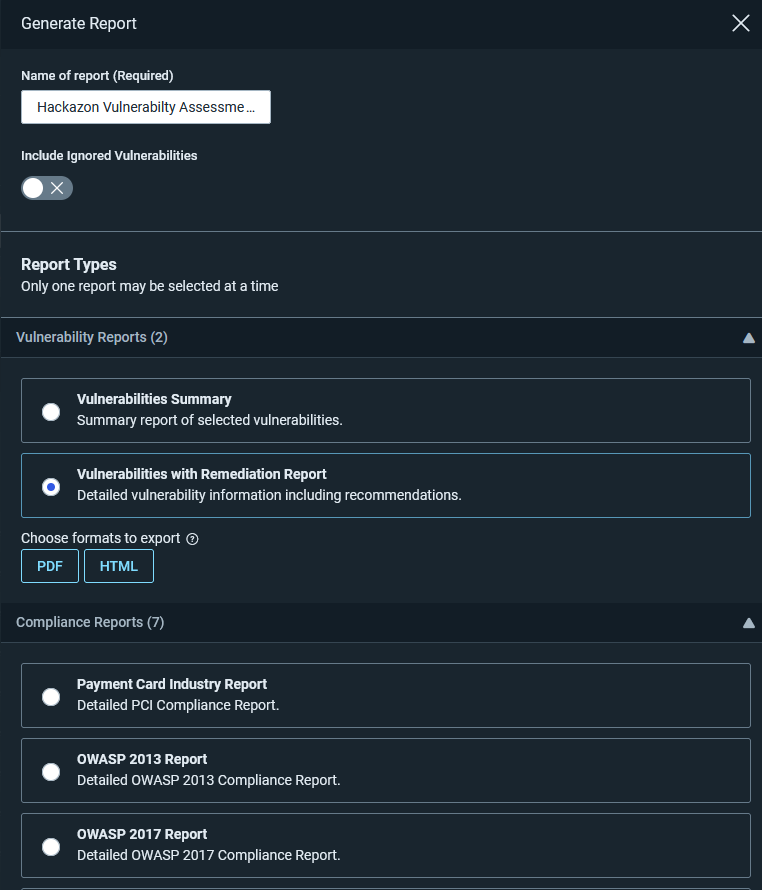 Generate Report
Name of report (Required)
Hackazon Vulnerabilty Assessme...
Include Ignored Vulnerabilities
Report Types
Only one report may be selected at a time
Vulnerability Reports (2)
Vulnerabilities Summary
Summary report of selected vulnerabilities.
Vulnerabilities with Remediation Report
Detailed vulnerability information including recommendations.
Choose formats to export ?
PDF HTML
Compliance Reports (7)
Payment Card Industry Report
Detailed PCI Compliance Report.
OWASP 2013 Report
Detailed OWASP 2013 Compliance Report.
OWASP 2017 Report
Detailed OWASP 2017 Compliance Report.